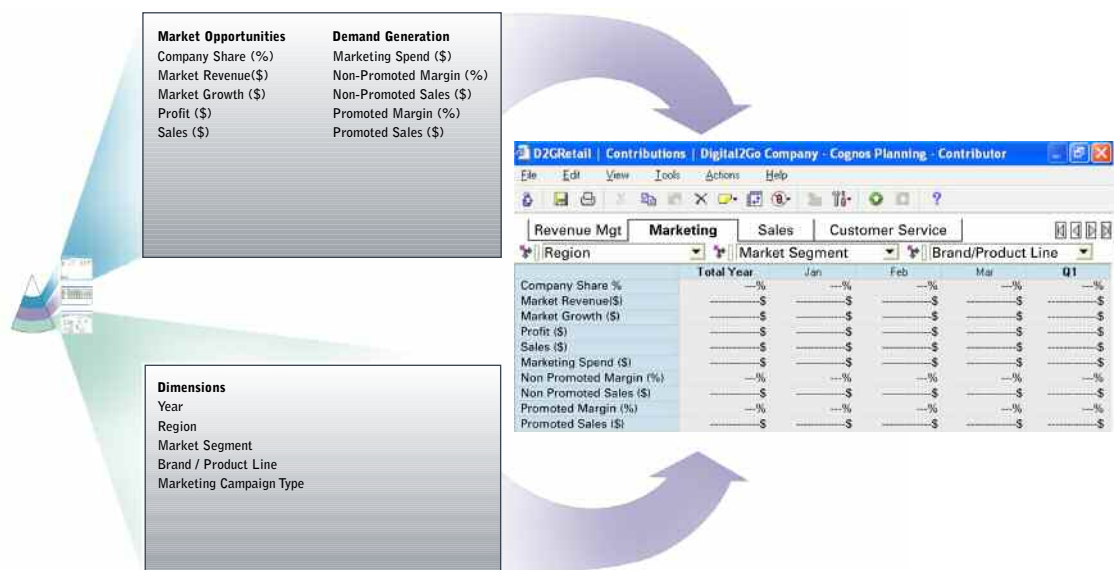 Market Opportunities
Company Share (%)
Market Revenue($)
Market Growth ($)
Profit ($)
Sales ($)
Demand Generation
Marketing Spend ($)
Non-Promoted Margin (%)
Non-Promoted Sales ($)
Promoted Margin (%)
Promoted Sales ($)
Dimensions
Year
Region
Market Segment
Brand / Product Line
Marketing Campaign Type
D2GRetail | Contributions | Digital2Go Company - Cognos Planning - Contributor
File Edit View Tools Actions Help
Revenue Mgt Marketing Sales Customer Service
Region Market Segment Brand/Product Line
Total Year Jan Feb Mar Q1
Company Share % ---% ---% ---% ---% ---%
Market Revenue($) -----------$ -----------$ -----------$ -----------$ -----------$
Market Growth ($) -----------$ -----------$ -----------$ -----------$ -----------$
Profit ($) -----------$ -----------$ -----------$ -----------$ -----------$
Sales ($) -----------$ -----------$ -----------$ -----------$ -----------$
Marketing Spend ($) -----------$ -----------$ -----------$ -----------$ -----------$
Non Promoted Margin (%) ---% ---% ---% ---% ---%
Non Promoted Sales ($) -----------$ -----------$ -----------$ -----------$ -----------$
Promoted Margin (%) ---% ---% ---% ---% ---%
Promoted Sales ($) -----------$ -----------$ -----------$ -----------$ -----------$